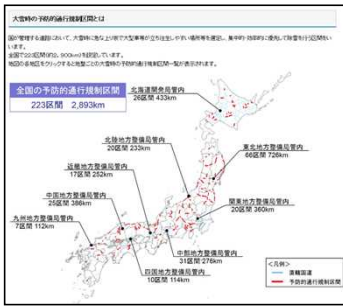 大雪時の予防的通行規制区間とは
国が管理する道路において、大雪時に急な上り坂で大型車等が立ち往生しやすい場所等を選定し、集中的・効率的に優先して除雪を行う区間をい
います。
全国で223区間(約2,900km)を設定しています。
地図の各地区をクリックすると地整ごとの大雪時の予防的通行規制区間一覧が表示されます。
全国の予防的通行規制区間
223区間 2,893km
北海道開発局管内
26区間 433km
北陸地方整備局管内
20区間 233km
東北地方整備局管内
66区間 726km
近畿地方整備局管内
17区間 252km
中国地方整備局管内
25区間 386km
関東地方整備局管内
20区間 360km
九州地方整備局管内
7区間 112km
中部地方整備局管内
31区間 276km
四国地方整備局管内
10区間 114km
<凡例>
直轄国道
予防的通行規制区間